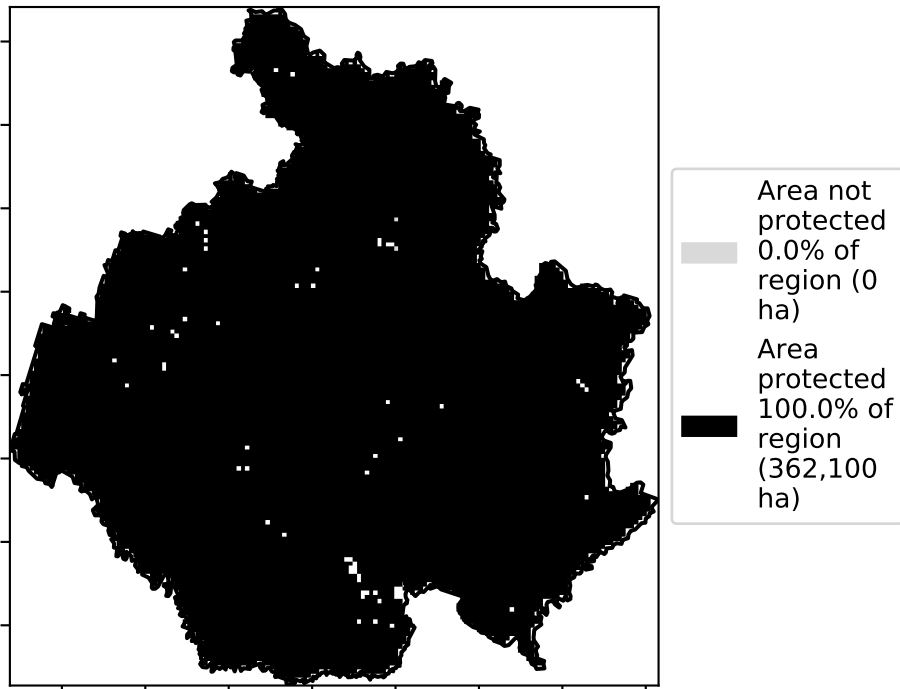 Area not
protected
0.0% of
region (0
ha)
Area
protected
100.0% of
region
(362,100
ha)